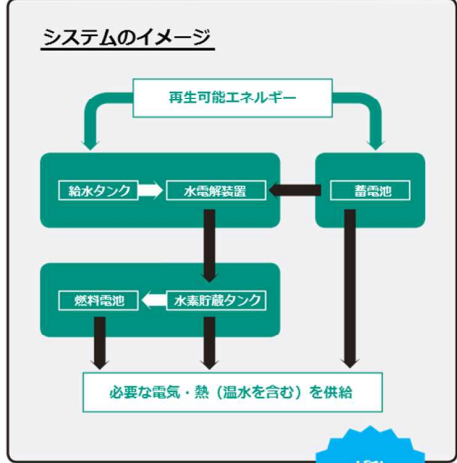 システムのイメージ
再生可能エネルギー
給水タンク
水電解装置
蓄電池
燃料電池
水素貯蔵タンク
必要な電気・熱（温水を含む）を供給